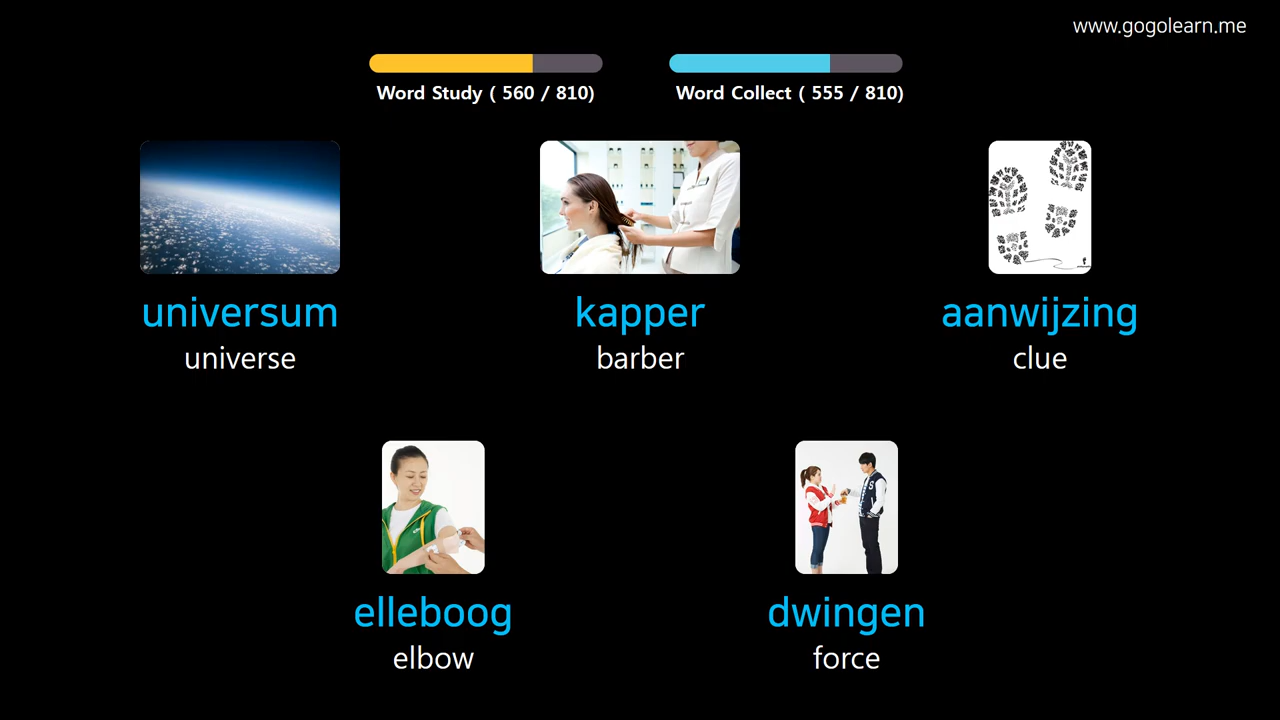 www.gogolearn.me
Word Study ( 560 / 810)
Word Collect ( 555 / 810)
universum
universe
kapper
barber
aanwijzing
clue
elleboog
elbow
dwingen
force